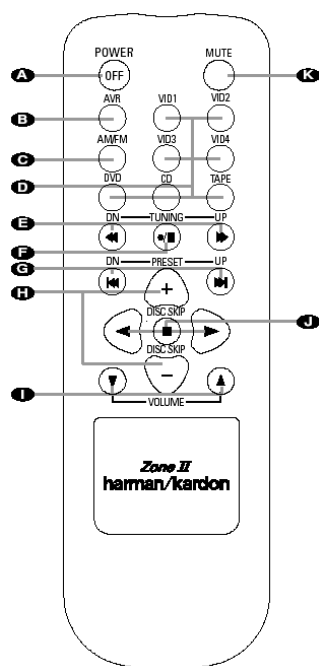 POWER MUTE
A OFF K
AVR VID1 VID2
B
AM/FM VID3 VID4
C
DVD CD TAPE
D
DN TUNING UP
E
F
DN PRESET UP
G
H +
DISC SKIP
J
DISC SKIP
−
I
VOLUME
Zone II
harman/kardon